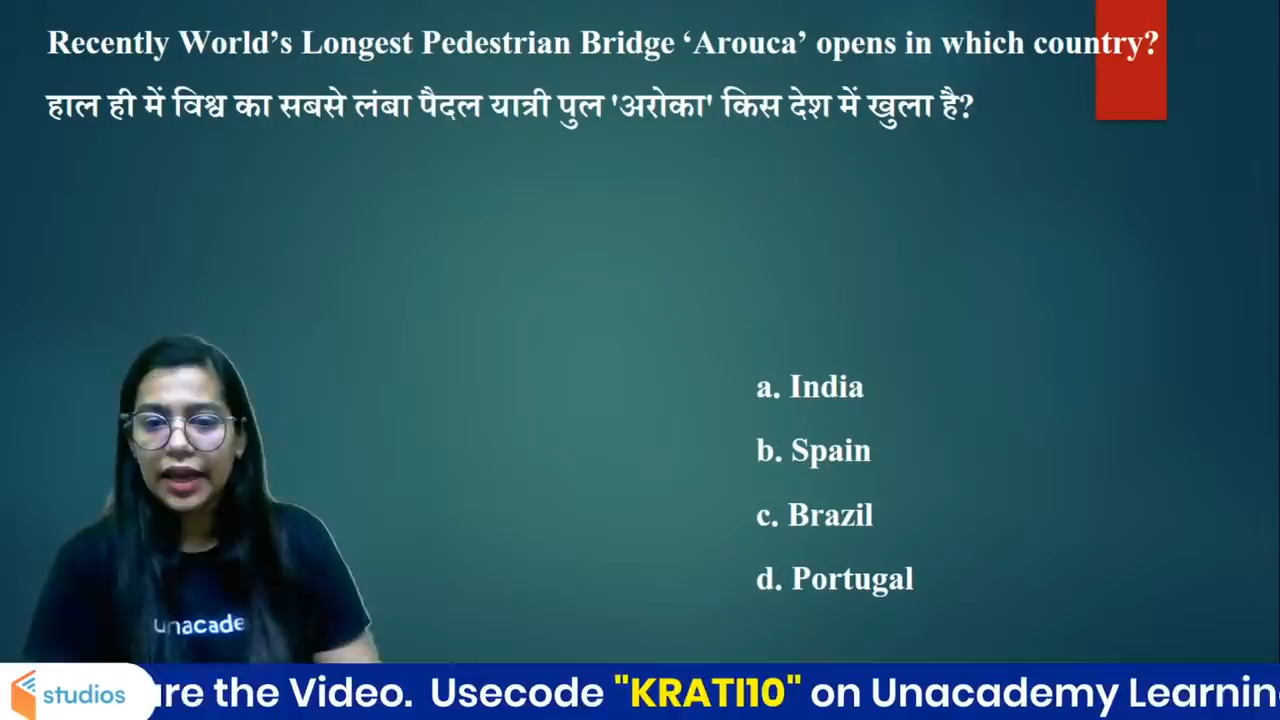 Recently World’s Longest Pedestrian Bridge ‘Arouca’ opens in which country?
हाल ही में विश्व का सबसे लंबा पैदल यात्री पुल 'अरोका' किस देश में खुला है?
a. India
b. Spain
c. Brazil
d. Portugal
unacade
studios are the Video. Usecode "KRATI10" on Unacademy Learnin